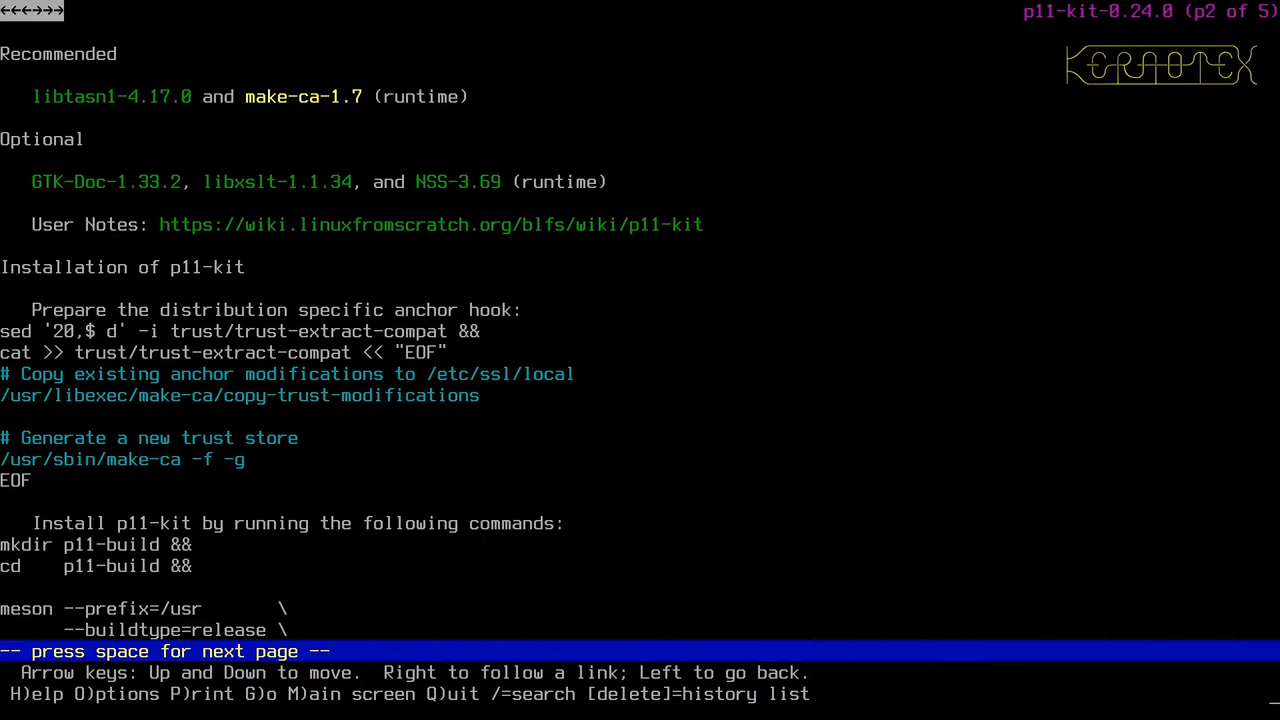 ←←←→→→ p11-kit-0.24.0 (p2 of 5)
KERNOTEX
Recommended
libtasn1-4.17.0 and make-ca-1.7 (runtime)
Optional
GTK-Doc-1.33.2, libxslt-1.1.34, and NSS-3.69 (runtime)
User Notes: https://wiki.linuxfromscratch.org/blfs/wiki/p11-kit
Installation of p11-kit
Prepare the distribution specific anchor hook:
sed '20,$ d' -i trust/trust-extract-compat &&
cat >> trust/trust-extract-compat << "EOF"
# Copy existing anchor modifications to /etc/ssl/local
/usr/libexec/make-ca/copy-trust-modifications
# Generate a new trust store
/usr/sbin/make-ca -f -g
EOF
Install p11-kit by running the following commands:
mkdir p11-build &&
cd    p11-build &&
meson --prefix=/usr       \
--buildtype=release \
-- press space for next page --
Arrow keys: Up and Down to move.  Right to follow a link; Left to go back.
H)elp O)ptions P)rint G)o M)ain screen Q)uit /=search [delete]=history list